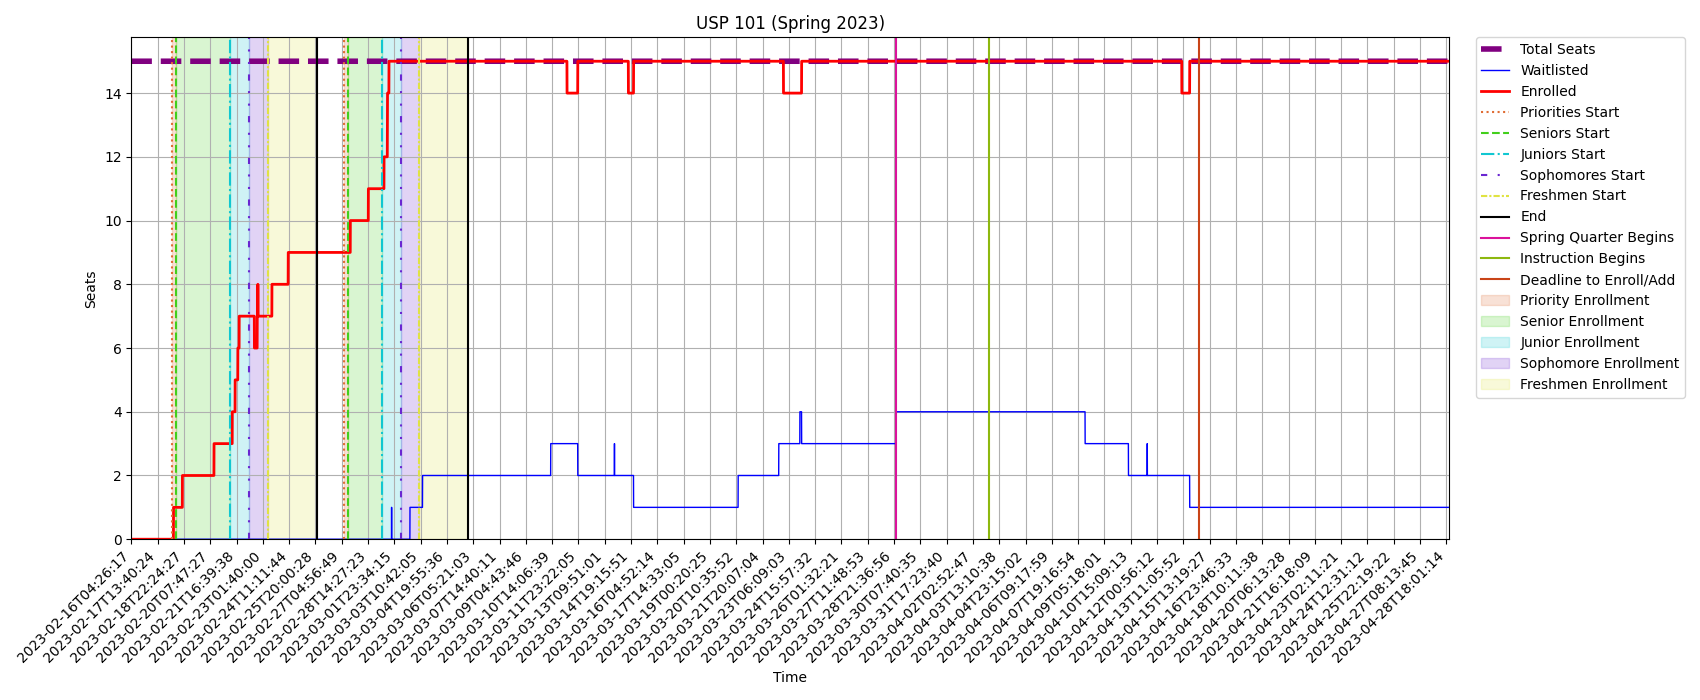 USP 101 (Spring 2023)
Seats
14
12
10
8
6
4
2
0
2023-02-16T04:26:17
2023-02-17T13:40:24
2023-02-18T22:24:27
2023-02-20T07:47:27
2023-02-21T16:39:38
2023-02-23T01:40:00
2023-02-24T11:11:44
2023-02-25T20:00:28
2023-02-27T04:56:49
2023-02-28T14:27:23
2023-03-01T23:34:15
2023-03-03T10:42:05
2023-03-04T19:55:36
2023-03-06T05:21:03
2023-03-07T14:40:11
2023-03-09T04:43:46
2023-03-10T14:06:39
2023-03-11T23:22:05
2023-03-13T09:51:01
2023-03-14T19:15:51
2023-03-16T04:52:14
2023-03-17T14:33:05
2023-03-19T00:20:25
2023-03-20T10:35:52
2023-03-21T20:07:04
2023-03-23T06:09:03
2023-03-24T15:57:32
2023-03-26T01:32:21
2023-03-27T11:48:53
2023-03-28T21:36:56
2023-03-30T07:40:35
2023-03-31T17:23:40
2023-04-02T02:52:47
2023-04-03T13:10:38
2023-04-04T23:15:02
2023-04-06T09:17:59
2023-04-07T19:16:54
2023-04-09T05:18:01
2023-04-10T15:09:13
2023-04-12T00:56:12
2023-04-13T11:05:52
2023-04-15T13:19:27
2023-04-16T23:46:33
2023-04-18T10:11:38
2023-04-20T06:13:28
2023-04-21T16:18:09
2023-04-23T02:11:21
2023-04-24T12:31:12
2023-04-25T22:19:22
2023-04-27T08:13:45
2023-04-28T18:01:14
Time
Total Seats
Waitlisted
Enrolled
Priorities Start
Seniors Start
Juniors Start
Sophomores Start
Freshmen Start
End
Spring Quarter Begins
Instruction Begins
Deadline to Enroll/Add
Priority Enrollment
Senior Enrollment
Junior Enrollment
Sophomore Enrollment
Freshmen Enrollment